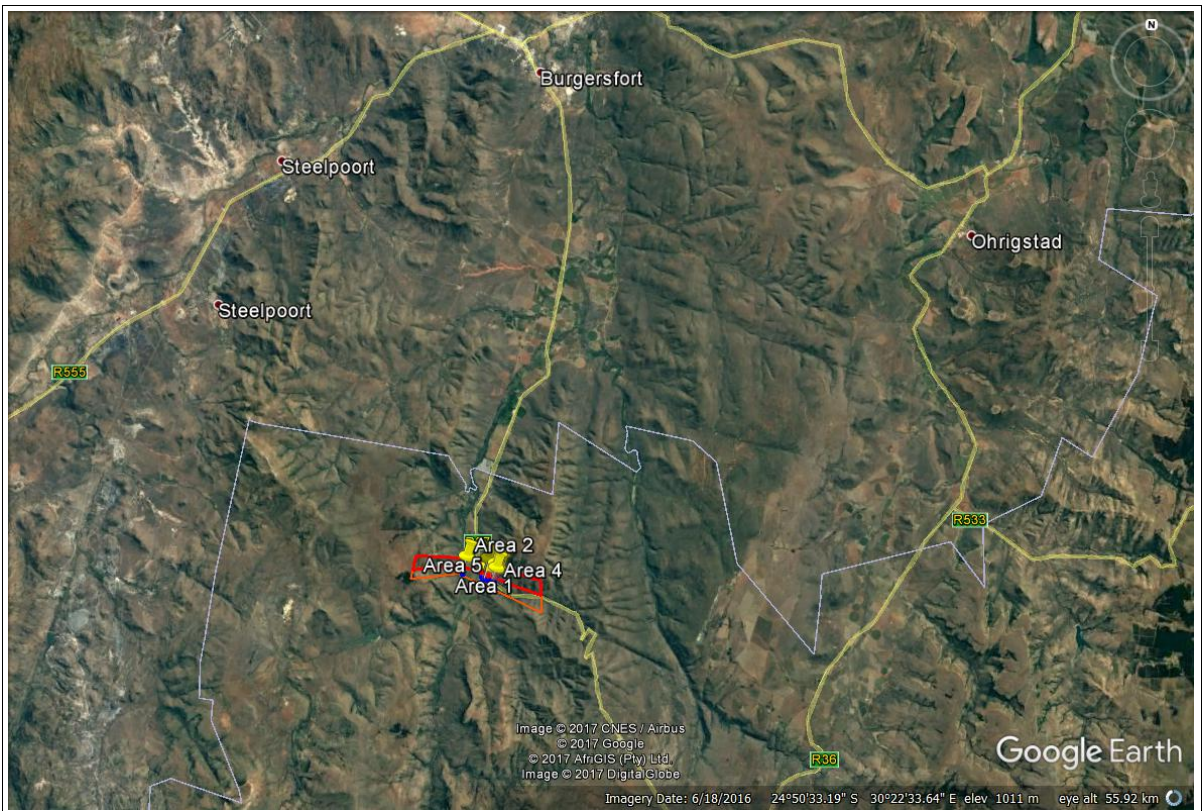 N
Burgersfort
Steelpoort
Ohrigstad
Steelpoort
R555
R533
Area 2
Area 5
Area 4
Area 1
Image © 2017 CNES / Airbus
© 2017 Google
© 2017 AfriGIS (Pty) Ltd.
Image © 2017 DigitalGlobe
Google Earth
R36
Imagery Date: 6/18/2016 24°50'33.19" S 30°22'33.64" E elev 1011 m eye alt 55.92 km